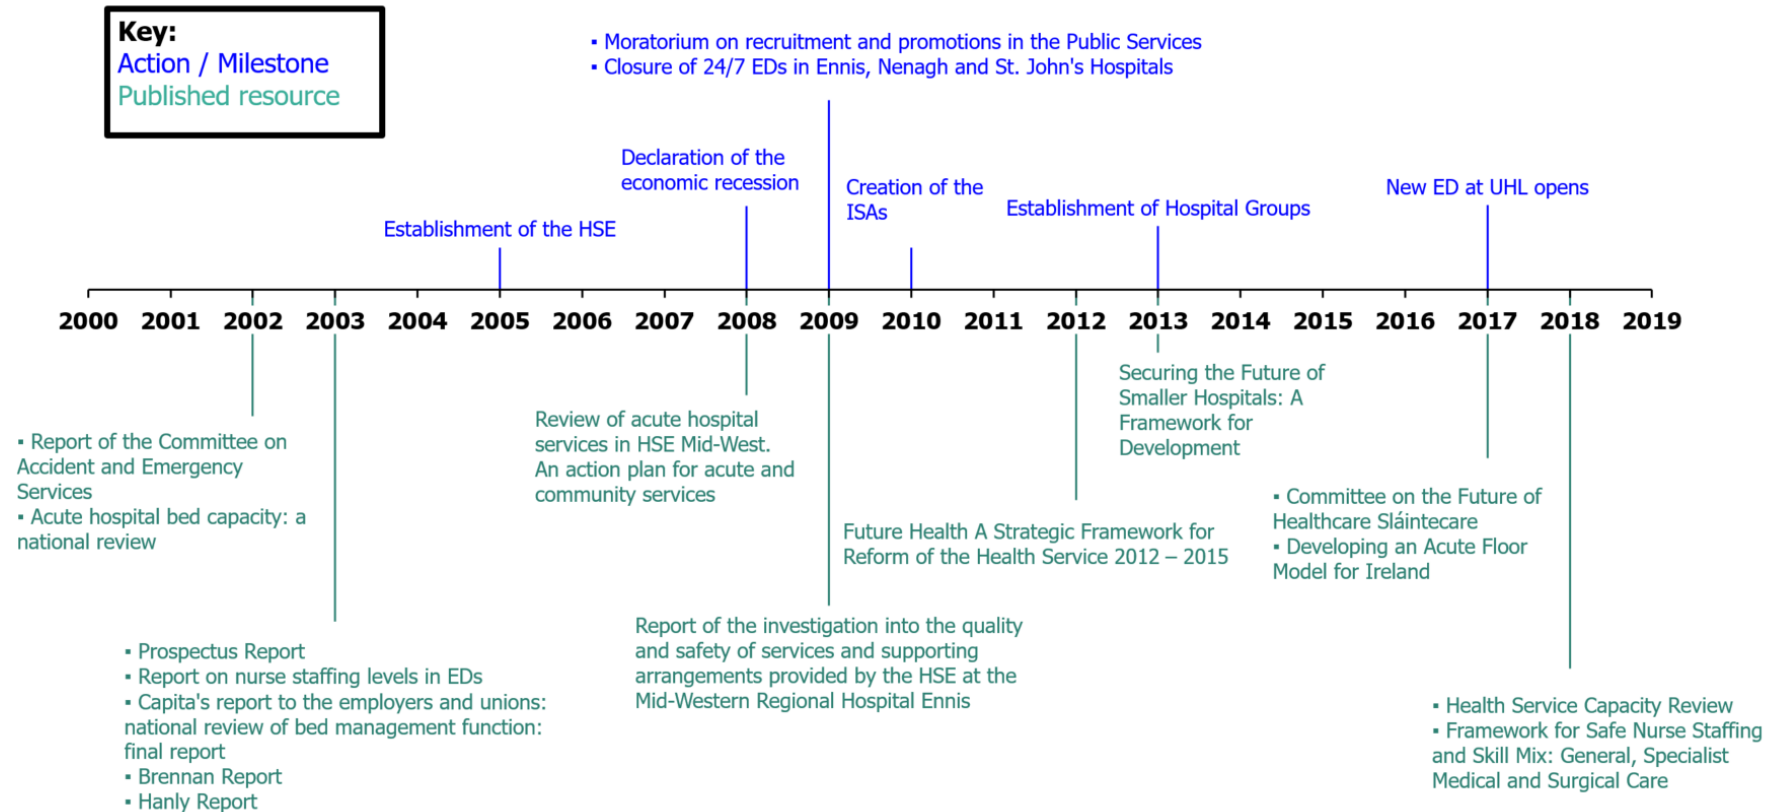 Key:
Action / Milestone
Published resource
▪ Moratorium on recruitment and promotions in the Public Services
▪ Closure of 24/7 EDs in Ennis, Nenagh and St. John's Hospitals
Declaration of the
economic recession
Creation of the
ISAs
New ED at UHL opens
Establishment of Hospital Groups
Establishment of the HSE
2000 2001 2002 2003 2004 2005 2006 2007 2008 2009 2010 2011 2012 2013 2014 2015 2016 2017 2018 2019
▪ Report of the Committee on
Accident and Emergency
Services
▪ Acute hospital bed capacity: a
national review
▪ Prospectus Report
▪ Report on nurse staffing levels in EDs
▪ Capita's report to the employers and unions:
national review of bed management function:
final report
▪ Brennan Report
▪ Hanly Report
Review of acute hospital
services in HSE Mid-West.
An action plan for acute and
community services
Report of the investigation into the quality
and safety of services and supporting
arrangements provided by the HSE at the
Mid-Western Regional Hospital Ennis
Future Health A Strategic Framework for
Reform of the Health Service 2012 – 2015
Securing the Future of
Smaller Hospitals: A
Framework for
Development
▪ Committee on the Future of
Healthcare Sláintecare
▪ Developing an Acute Floor
Model for Ireland
▪ Health Service Capacity Review
▪ Framework for Safe Nurse Staffing
and Skill Mix: General, Specialist
Medical and Surgical Care